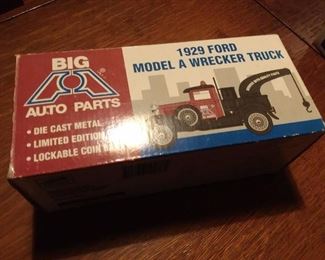 BIG
A
AUTO PARTS
• DIE CAST METAL
• LIMITED EDITION
• LOCKABLE COIN
1929 FORD
MODEL A WRECKER TRUCK